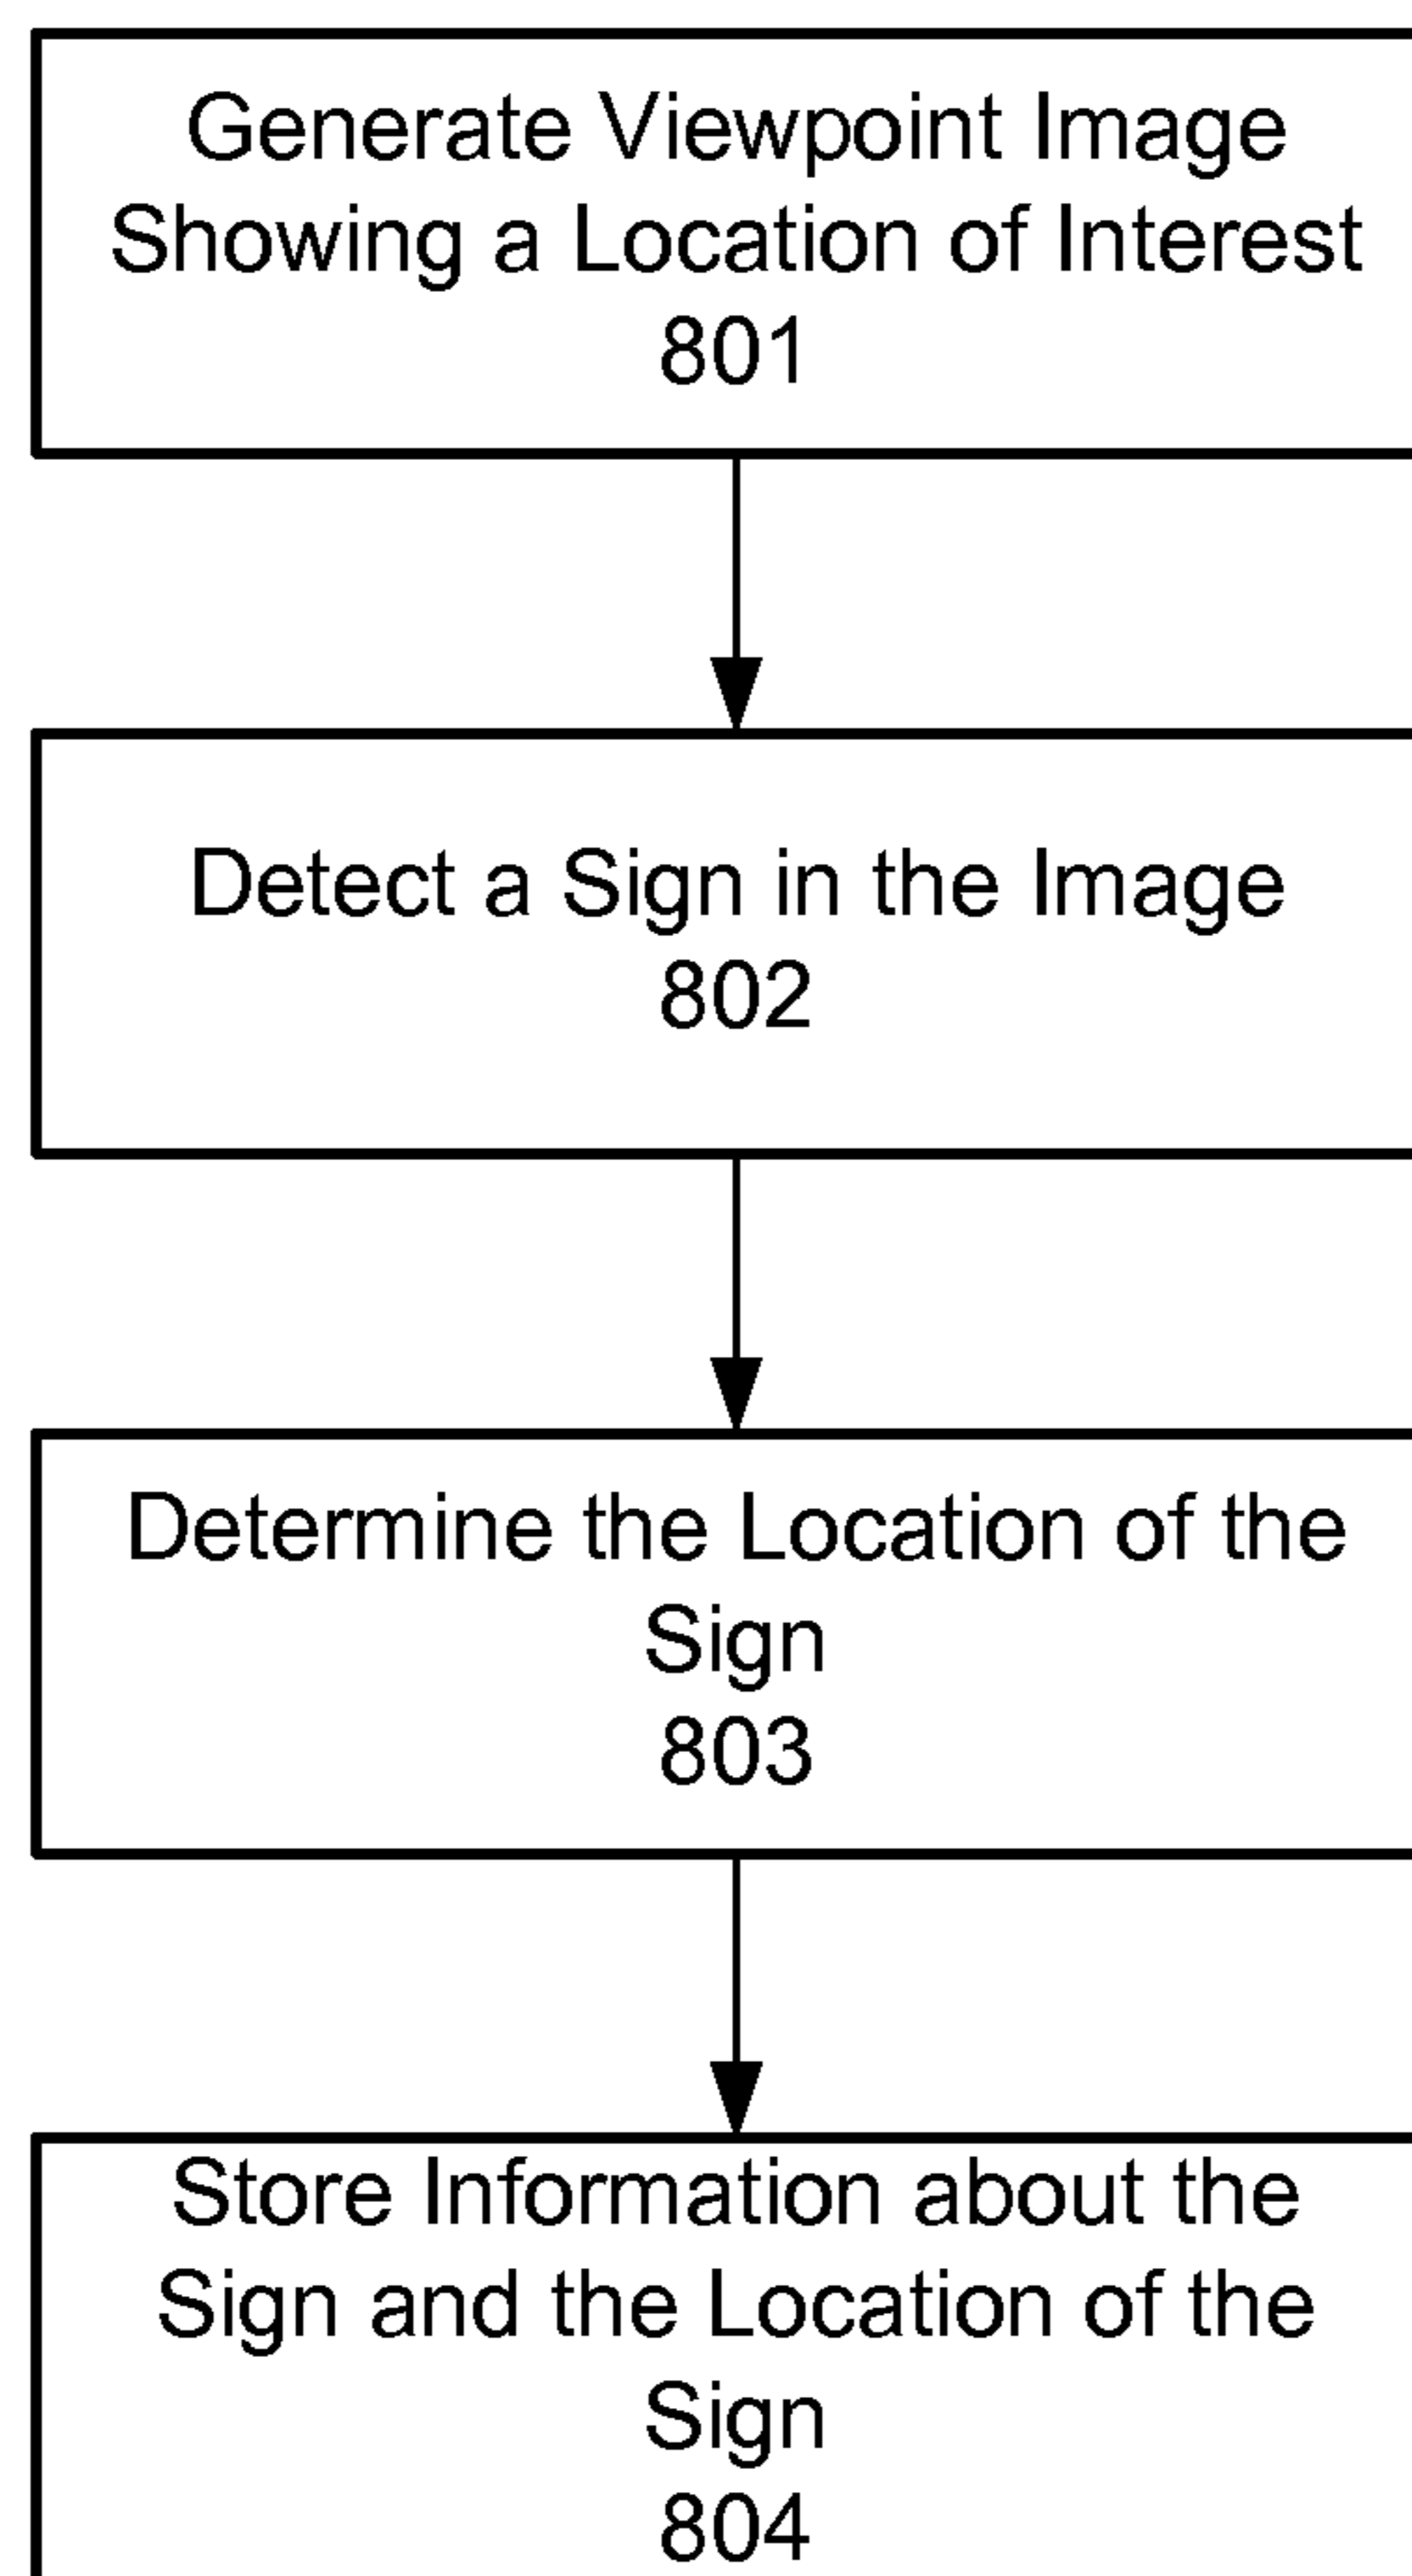 Generate Viewpoint Image
Showing a Location of Interest
801
Detect a Sign in the Image
802
Determine the Location of the
Sign
803
Store Information about the
Sign and the Location of the
Sign
804